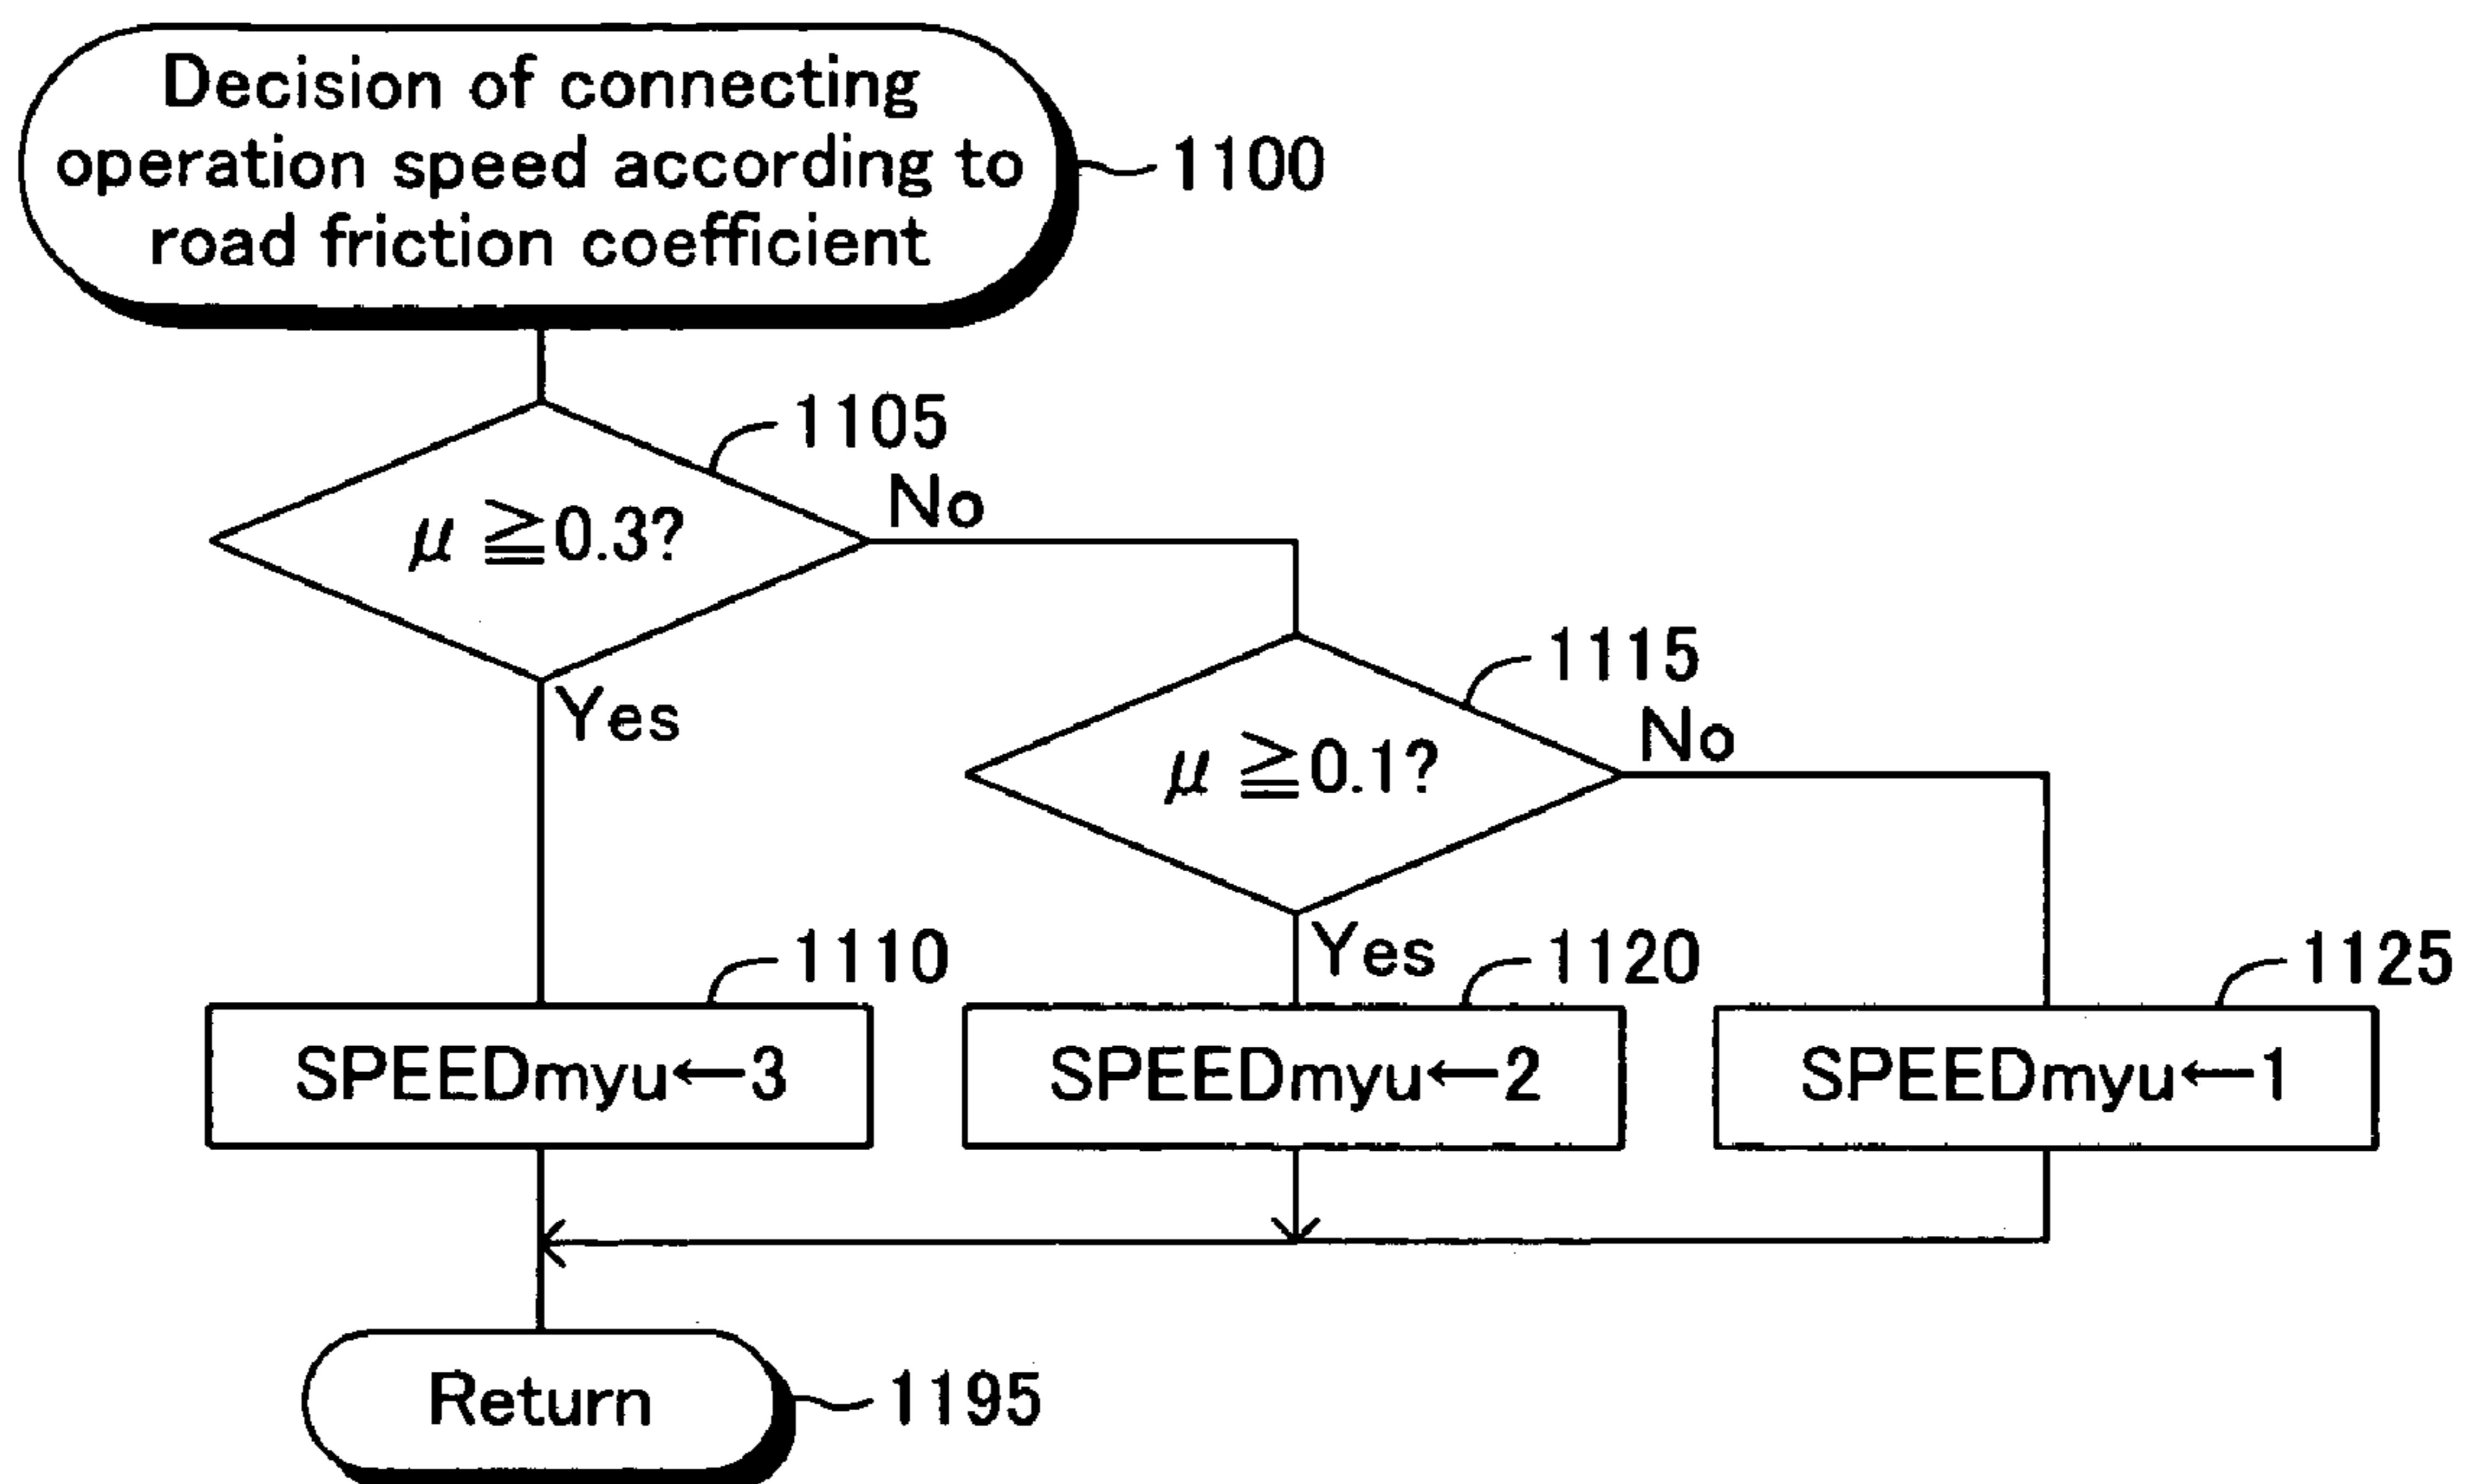 Decision of connecting
operation speed according to
road friction coefficient
1100
1105
μ ≧0.3?
No
Yes
1115
μ ≧0.1?
No
Yes
1110
SPEEDmyu←3
1120
SPEEDmyu←2
1125
SPEEDmyu←1
Return
1195